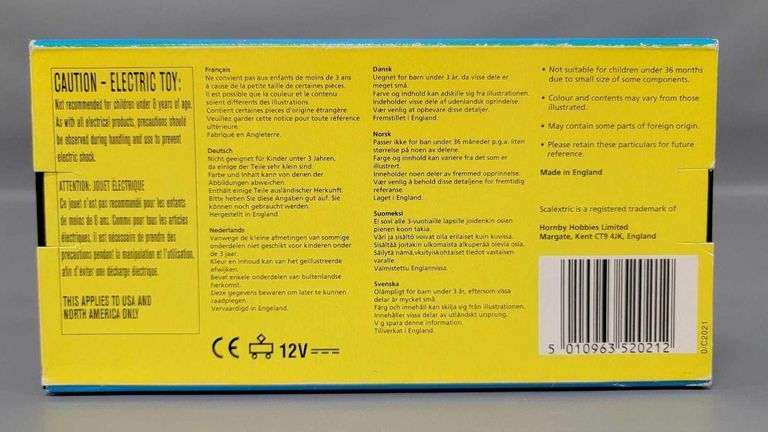 CAUTION - ELECTRIC TOY:
Not recommended for children under 8 years of age.
As with all electrical products, precautions should
be observed during handling and use to prevent
electric shock.
ATTENTION: JOUET ÉLECTRIQUE
Ce jouet n'est pas recommandé pour les enfants
de moins de 8 ans. Comme pour tous les articles
électriques, il est nécessaire de prendre des
précautions pendant la manipulation et l'utilisation,
afin d'éviter une décharge électrique.
THIS APPLIES TO USA AND
NORTH AMERICA ONLY
Français
Ne convient pas aux enfants de moins de 3 ans
à cause de la petite taille de certaines pièces.
Il est possible que la couleur et le contenu
soient différents des illustrations.
Contient certaines pièces d'origine étrangère.
Veuillez garder cette notice pour toute référence
ultérieure
Fabriqué en Angleterre.
Deutsch
Nicht geeignet für Kinder unter 3 Jahren,
da einige der Teile sehr klein sind.
Farbe und Inhalt kann von denen der
Abbildungen abweichen.
Enthält einige Teile ausländischer Herkunft.
Bitte heben Sie diese Angaben gut auf. Sie
können noch gebraucht werden.
Hergestellt in England.
Nederlands
Vanwege de kleine afmetingen van sommige
onderdelen niet geschikt voor kinderen onder
de 3 jaar.
Kleur en inhoud kan van het geïllustreerde
afwijken.
Bevat enkele onderdelen van buitenlandse
herkomst.
Deze gegevens bewaren om later te kunnen
raadplegen.
Vervaardigd in England.
CE 12V
Dansk
Uegnet for børn under 3 år, da visse dele er
meget små.
Farve og indhold kan adskille sig fra illustrationen.
Indeholder visse dele af udenlandsk oprindelse.
Vær venlig at opbevare disse detaljer.
Fremstillet i England.
Norsk
Passer ikke for barn under 36 måneder p.g.a. liten
størrelse på noen av delene.
Farge og innhold kan variere fra det som er
illustrert.
Inneholder noen deler av fremmed opprinnelse.
Vær venlig å behold disse detaljene for fremtidig
referanse.
Laget i England.
Suomeksi
Ei sovi alle 3-vuotiaille lapsille joidenkin osien
pienen koon takia.
Väri ja sisältö voivat olla erilaiset kuin kuvissa.
Sisältää joitakin ulkomaista alkuperää olevia osia.
Säilytä nämä yksityiskohtaiset tiedot vastaisen
varalle.
Valmistettu Englannissa.
Svenska
Olämpligt för barn under 3 år, eftersom vissa
delar är mycket små.
Färg och innehåll kan skilja sig från illustrationen.
Innehåller vissa delar av utländskt ursprung.
V g spara denne information.
Tillverkat i England.
• Not suitable for children under 36 months
due to small size of some components.
• Colour and contents may vary from those
illustrated.
• May contain some parts of foreign origin.
• Please retain these particulars for future
reference.
Made in England
Scalextric is a registered trademark of
Hornby Hobbies Limited
Margate, Kent CT9 4JK, England
5 010963 520212
D/C2021